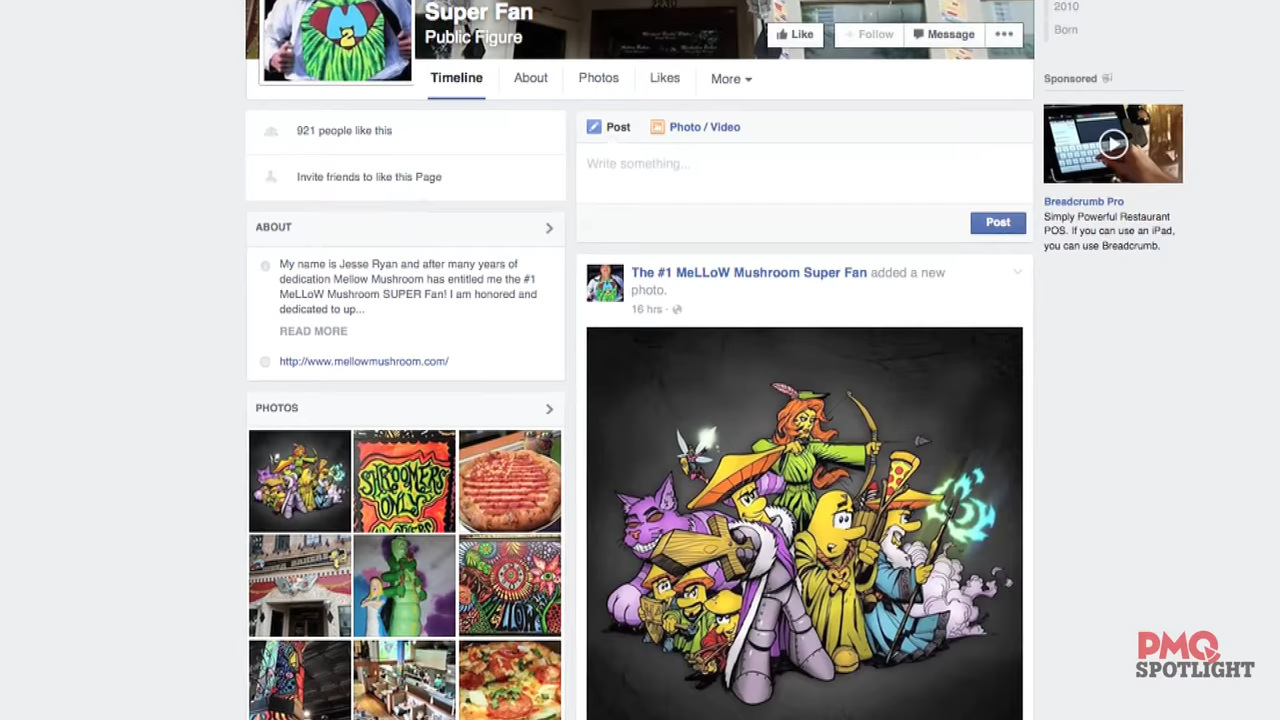 Super Fan
Public Figure
Like
Follow
Message
Timeline
About
Photos
Likes
More
2010
Born
Sponsored
Breadcrumb Pro
Simply Powerful Restaurant
POS. If you can use an iPad,
you can use Breadcrumb.
921 people like this
Invite friends to like this Page
ABOUT
My name is Jesse Ryan and after many years of
dedication Mellow Mushroom has entitled me the #1
MeLLoW Mushroom SUPER Fan! I am honored and
dedicated to up...
READ MORE
http://www.mellowmushroom.com/
PHOTOS
SHROOMERS
ONLY
Post
Photo / Video
Write something...
Post
The #1 MeLLoW Mushroom Super Fan added a new
photo.
16 hrs ·
M
2
PMQ
SPOTLIGHT